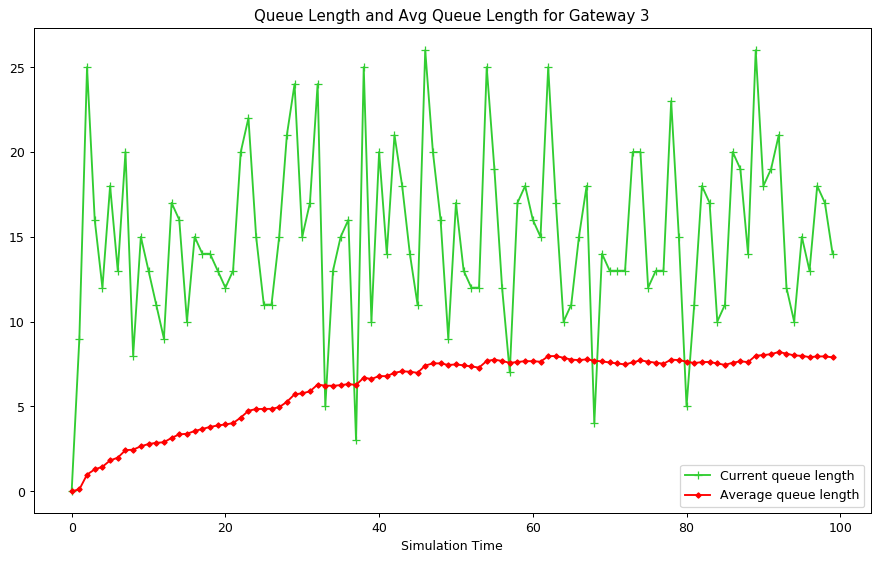 Queue Length and Avg Queue Length for Gateway 3
25
20
15
10
5
0
0 20 40 60 80 100
Simulation Time
Current queue length
Average queue length